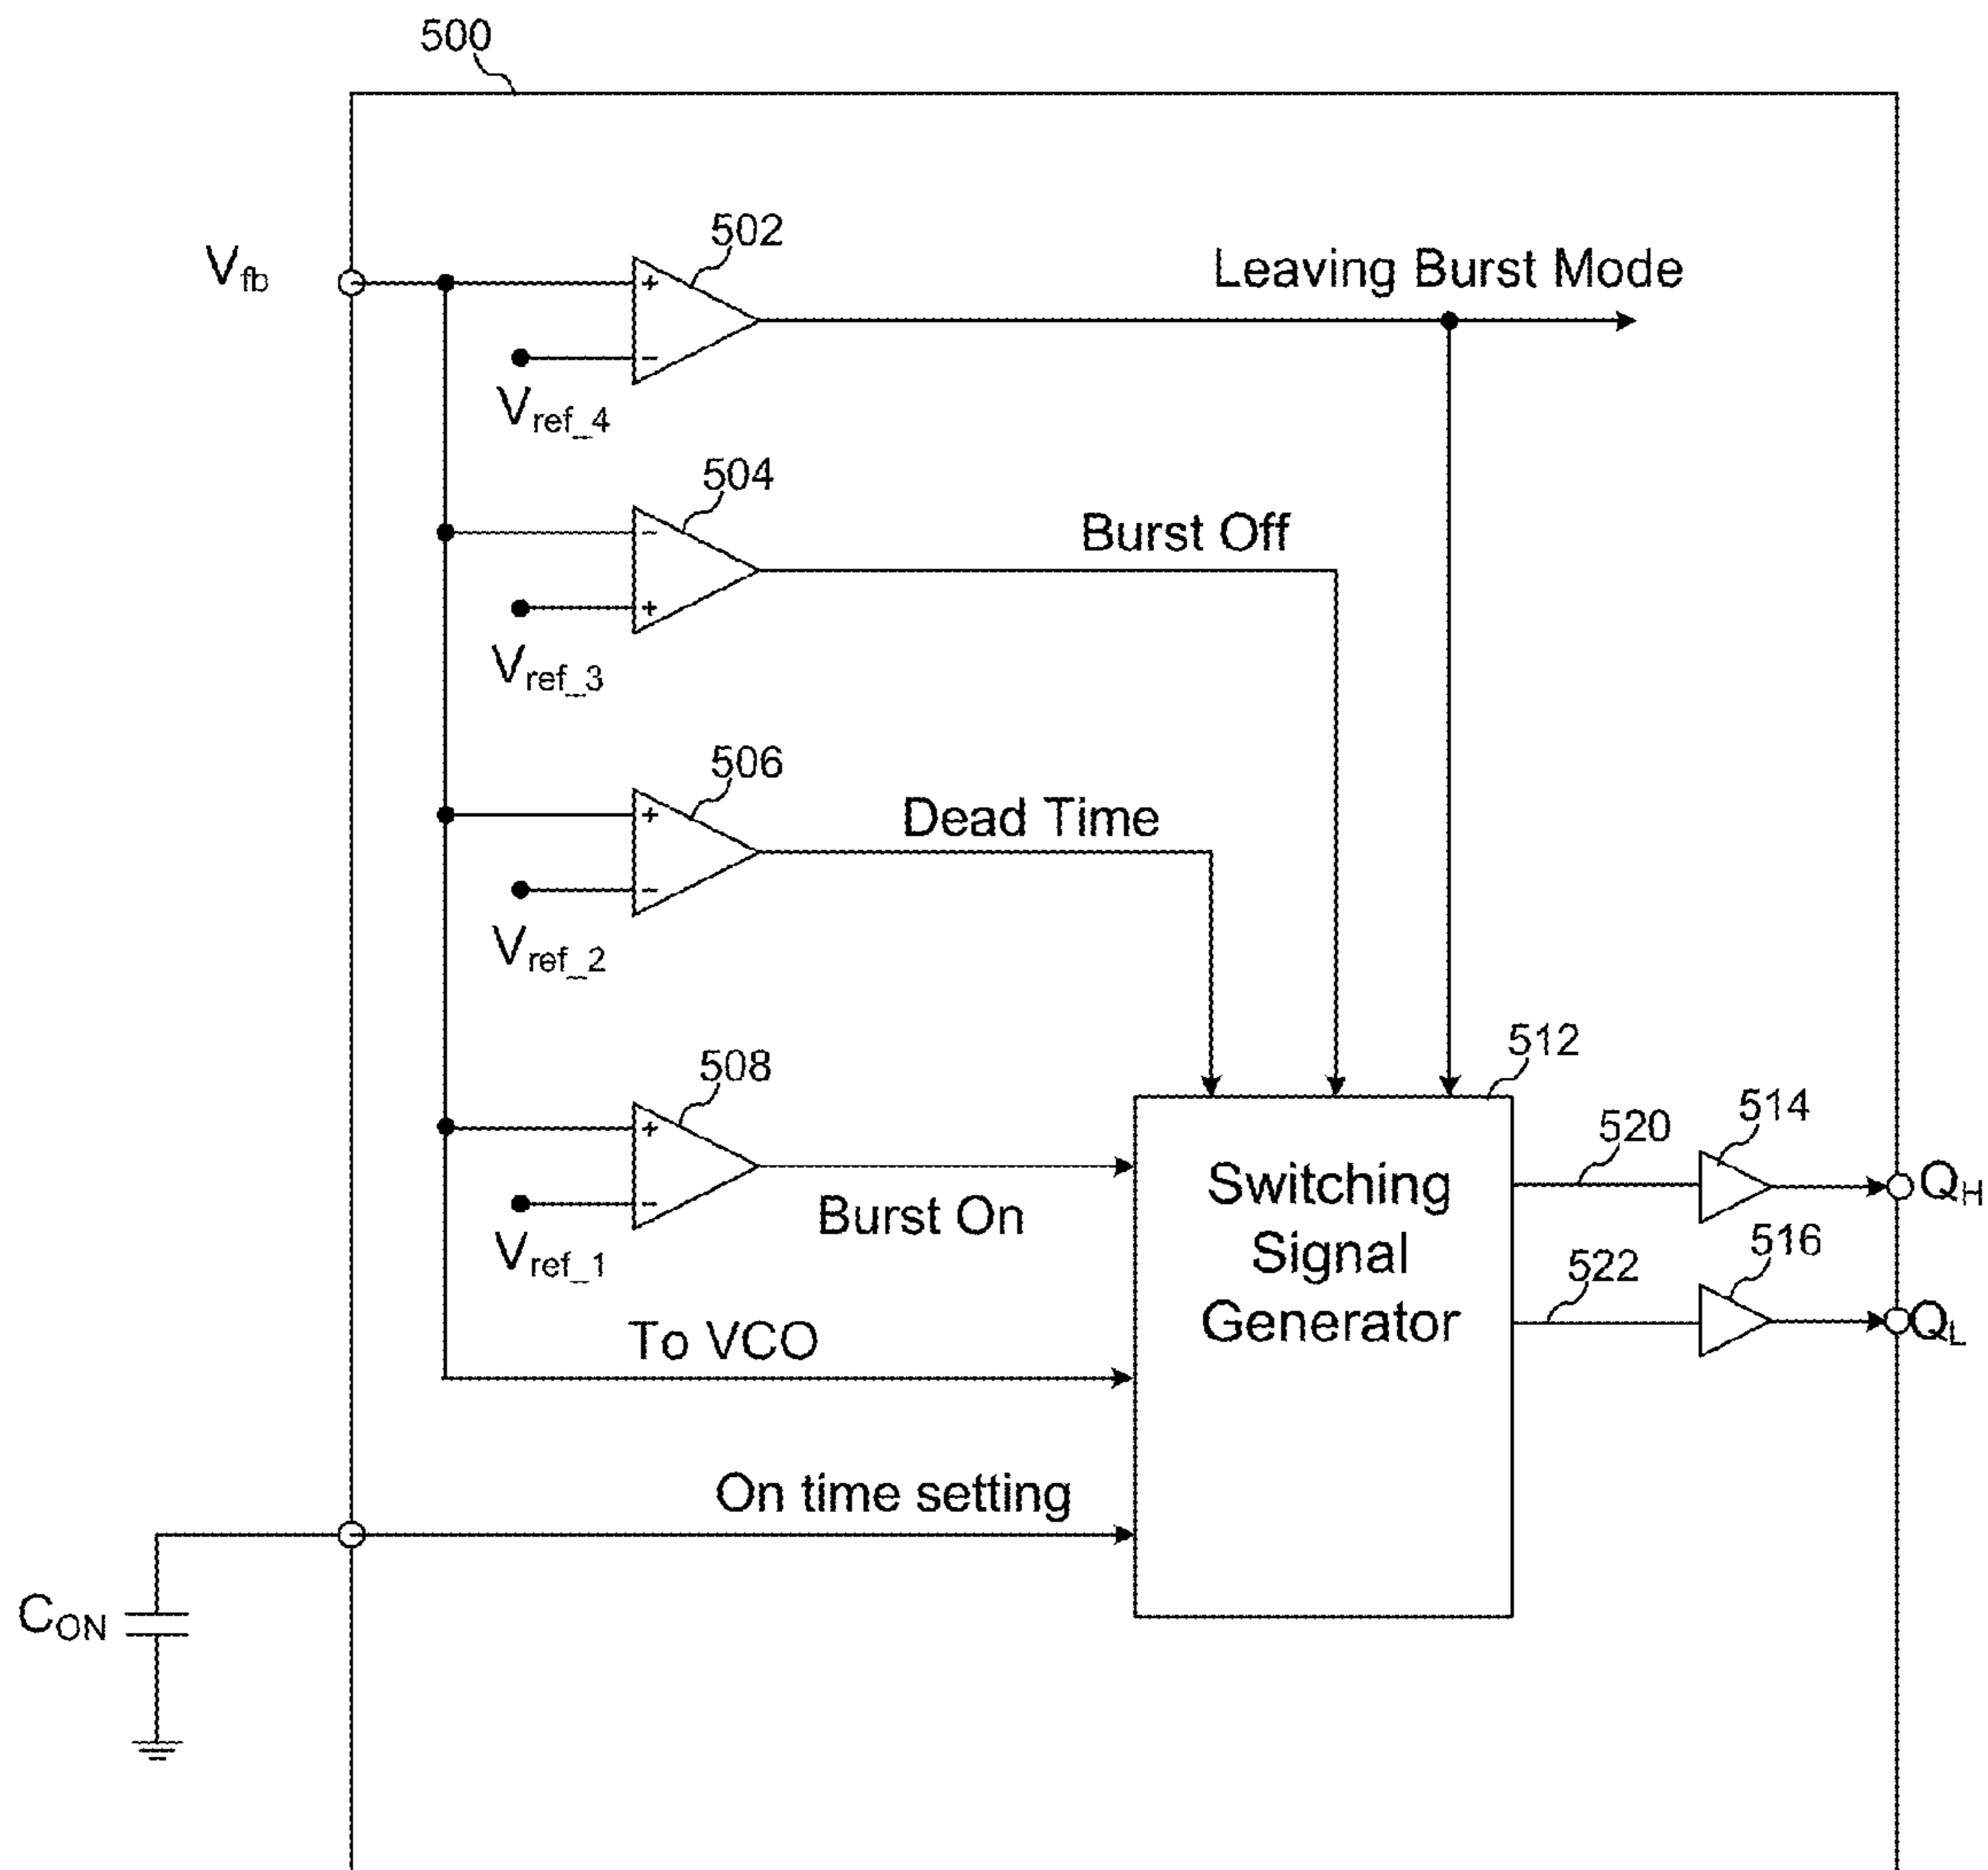 500
502
V_fb
Leaving Burst Mode
+
−
V_ref_4
504
Burst Off
−
+
V_ref_3
506
Dead Time
+
−
V_ref_2
508
512
+
−
Burst On
V_ref_1
Switching
Signal
Generator
520
514
Q_H
522
516
Q_L
To VCO
On time setting
C_ON